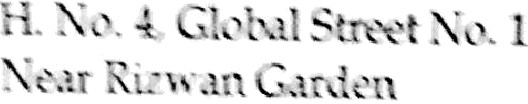 H. No. 4, Global Street No. 1
Near Rizwan Garden